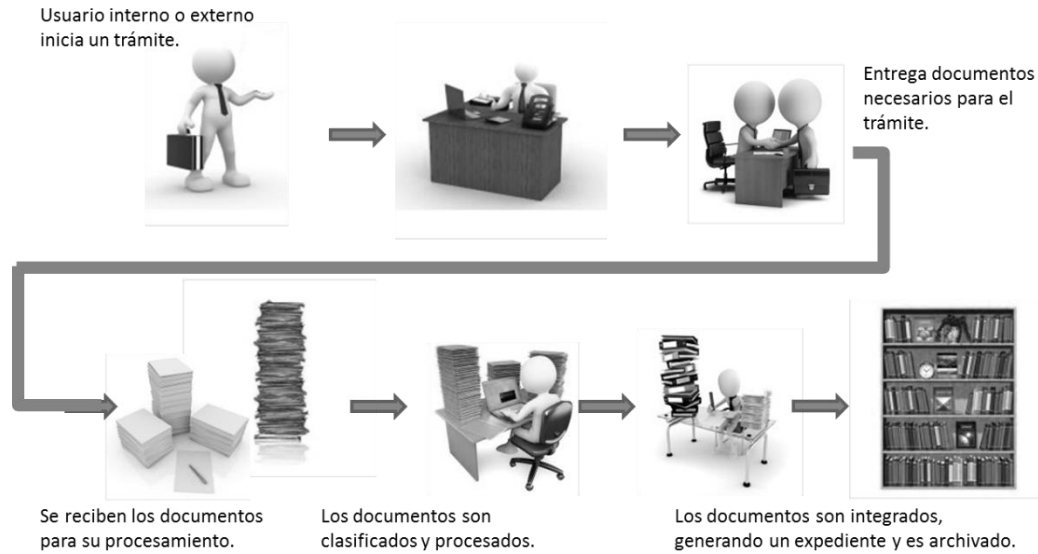 Usuario interno o externo
inicia un trámite.
Entrega documentos
necesarios para el
trámite.
Se reciben los documentos
para su procesamiento.
Los documentos son
clasificados y procesados.
Los documentos son integrados,
generando un expediente y es archivado.